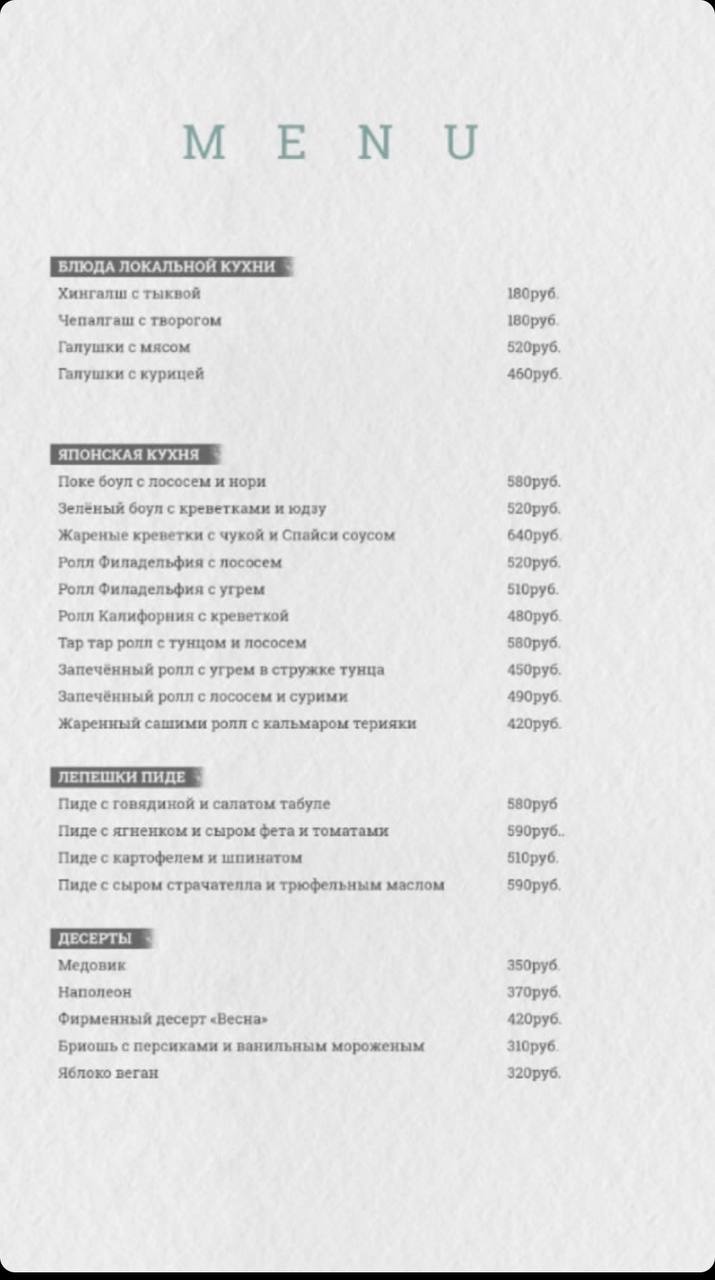 MENU
БЛЮДА ЛОКАЛЬНОЙ КУХНИ
Хингалш с тыквой 180руб.
Чепалгаш с творогом 180руб.
Галушки с мясом 520руб.
Галушки с курицей 460руб.
ЯПОНСКАЯ КУХНЯ
Поке боул с лососем и нори 580руб.
Зелёный боул с креветками и юдзу 520руб.
Жареные креветки с чукой и Спайси соусом 640руб.
Ролл Филадельфия с лососем 520руб.
Ролл Филадельфия с угрем 510руб.
Ролл Калифорния с креветкой 480руб.
Тар тар ролл с тунцом и лососем 580руб.
Запечённый ролл с угрем в стружке тунца 450руб.
Запечённый ролл с лососем и сурими 490руб.
Жаренный сашими ролл с кальмаром терияки 420руб.
ЛЕПЕШКИ ПИДЕ
Пиде с говядиной и салатом табуле 580руб
Пиде с ягненком и сыром фета и томатами 590руб..
Пиде с картофелем и шпинатом 510руб.
Пиде с сыром страчателла и трюфельным маслом 590руб.
ДЕСЕРТЫ
Медовик 350руб.
Наполеон 370руб.
Фирменный десерт «Весна» 420руб.
Бриошь с персиками и ванильным мороженым 310руб.
Яблоко веган 320руб.